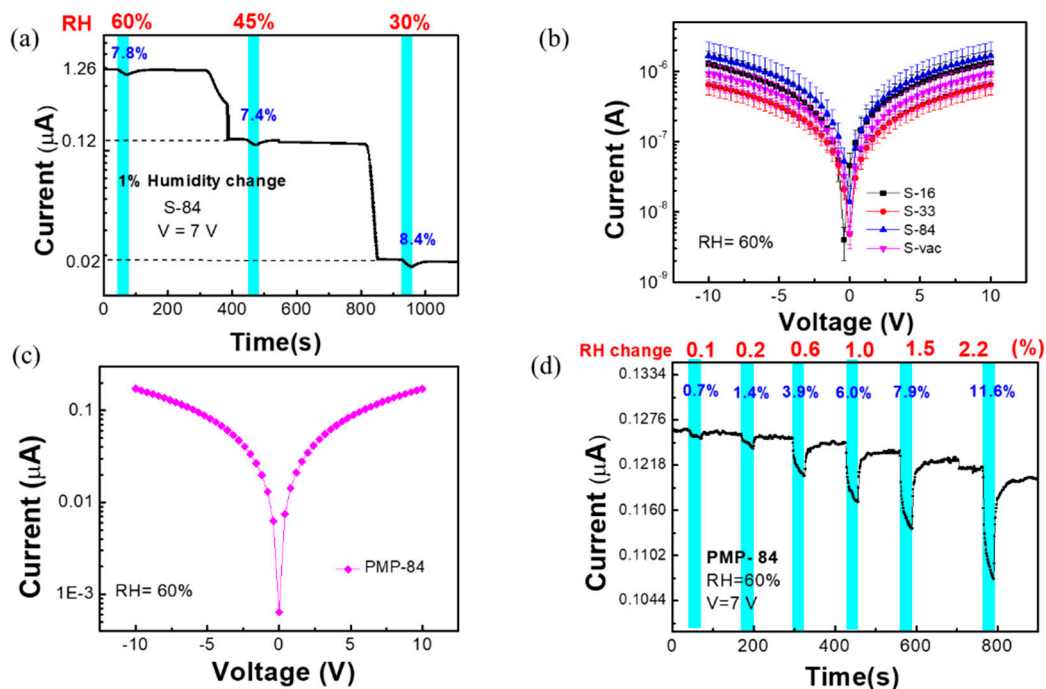 RH 60% 45% 30%
(a)
7.8%
7.4%
8.4%
1.26
0.12
0.02
Current (μA)
1% Humidity change
S-84
V = 7 V
0 200 400 600 800 1000
Time(s)
(b)
10⁻⁶
10⁻⁷
10⁻⁸
10⁻⁹
Current (A)
S-16
S-33
S-84
S-vac
RH= 60%
-10 -5 0 5 10
Voltage (V)
(c)
0.1
0.01
1E-3
Current (μA)
PMP-84
RH= 60%
-10 -5 0 5 10
Voltage (V)
RH change 0.1 0.2 0.6 1.0 1.5 2.2 (%)
(d)
0.7% 1.4% 3.9% 6.0% 7.9% 11.6%
0.1334
0.1276
0.1218
0.1160
0.1102
0.1044
Current (μA)
PMP- 84
RH=60%
V=7 V
0 200 400 600 800
Time(s)